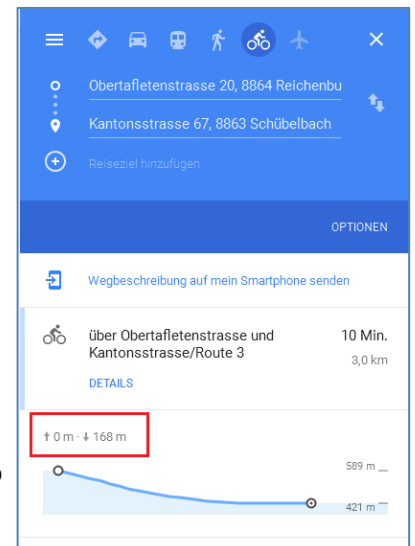 Obertafletenstrasse 20, 8864 Reichenbu
Kantonsstrasse 67, 8863 Schübelbach
Reiseziel hinzufügen
OPTIONEN
Wegbeschreibung auf mein Smartphone senden
über Obertafletenstrasse und 10 Min.
Kantonsstrasse/Route 3 3,0 km
DETAILS
↑ 0 m · ↓ 168 m
589 m
421 m